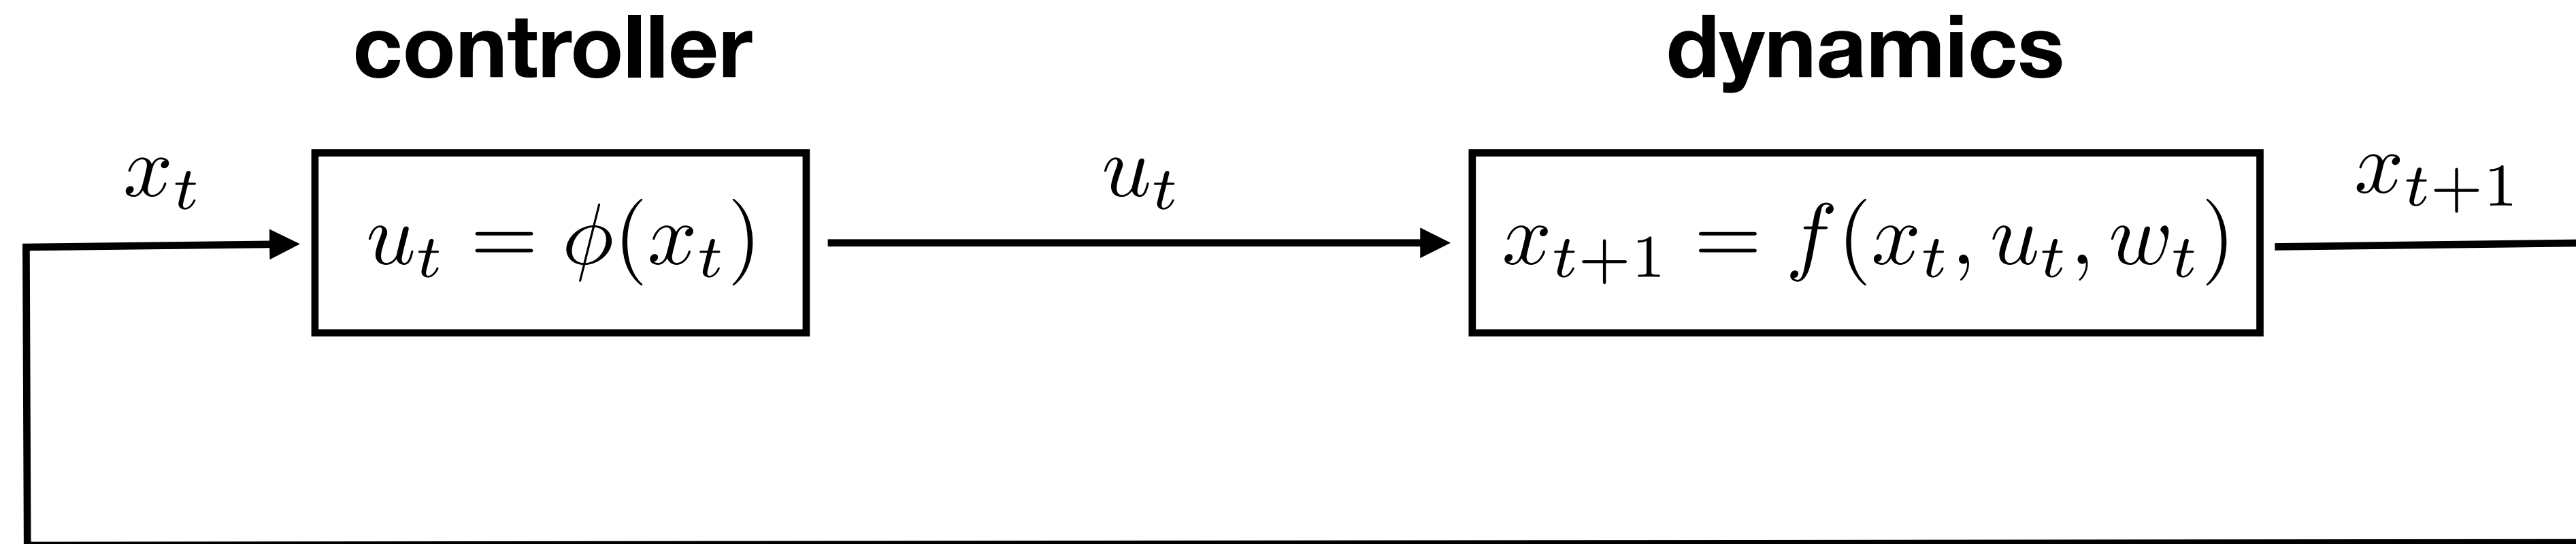 controller dynamics
x_t u_t x_{t+1}
u_t = ϕ(x_t) x_{t+1} = f(x_t, u_t, w_t)